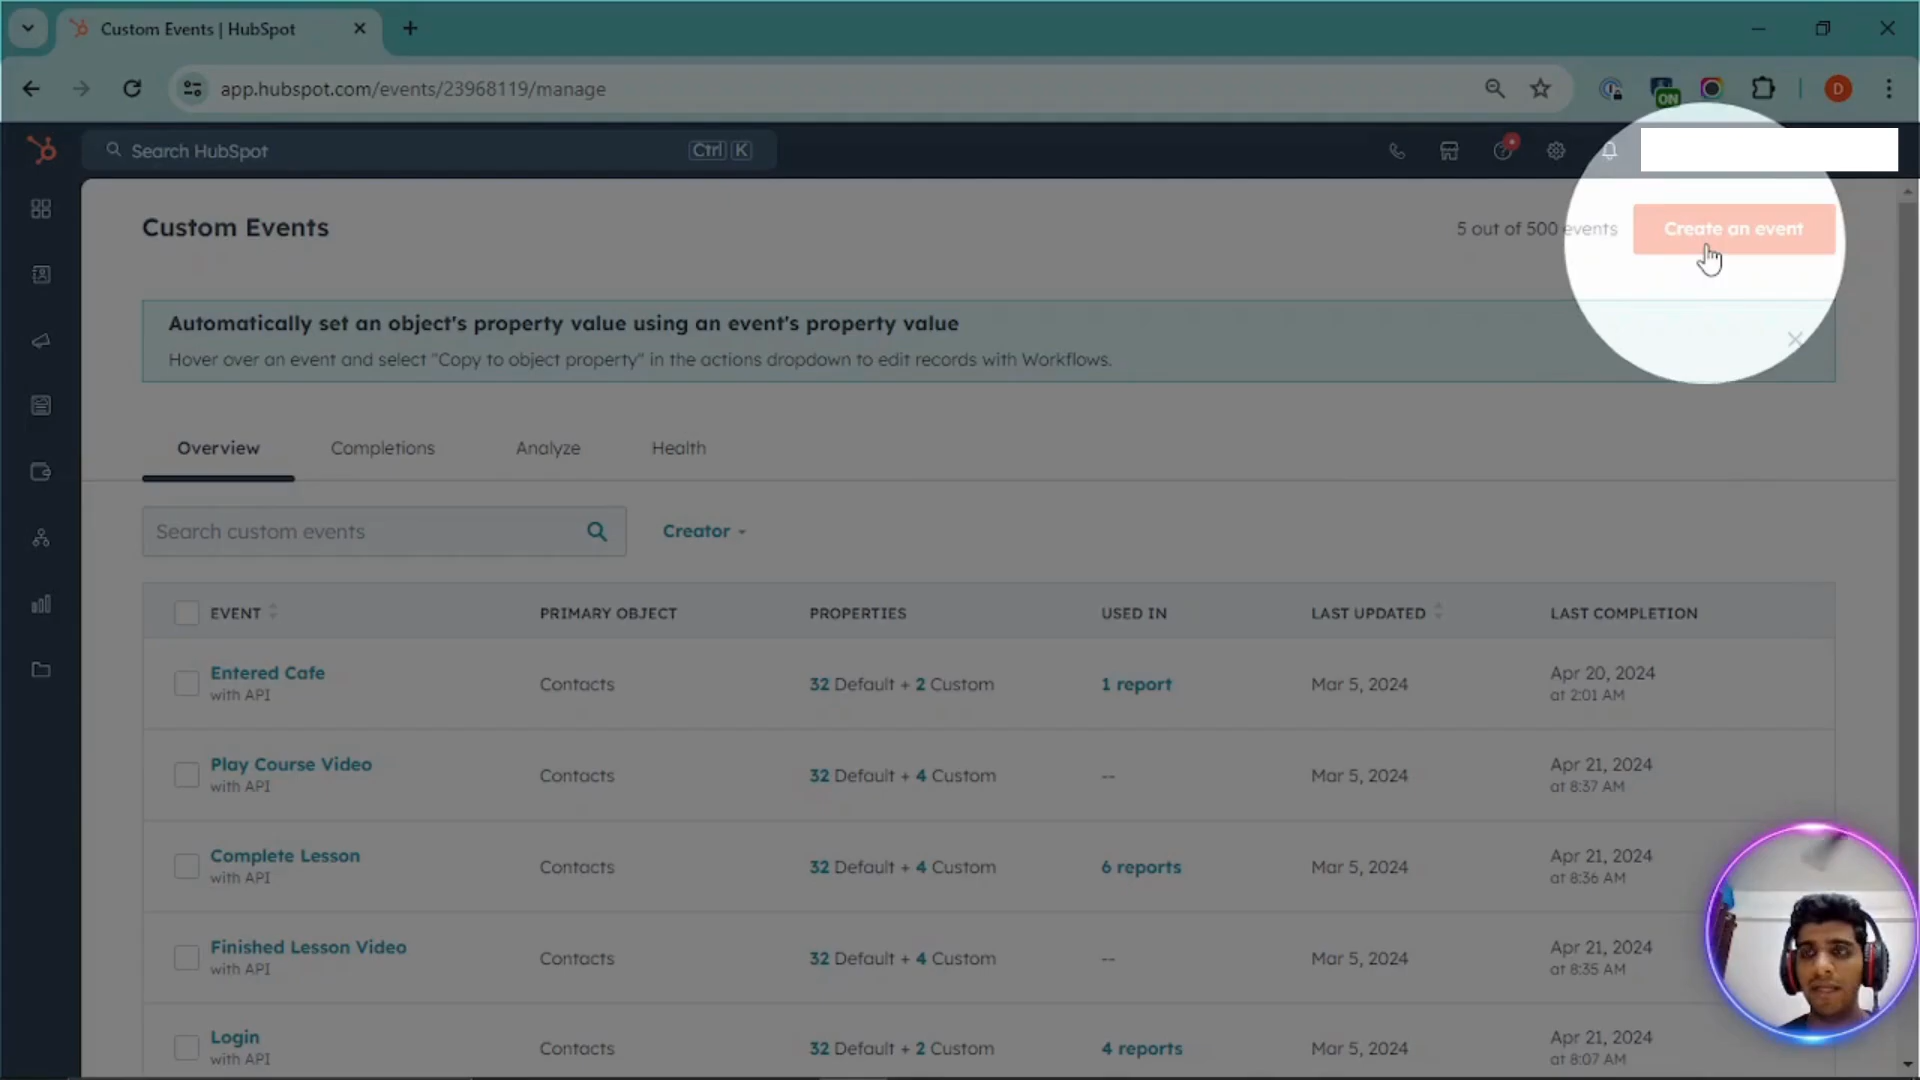 Custom Events | HubSpot
app.hubspot.com/events/23968119/manage
ON
D
Search HubSpot
Ctrl K
Custom Events
5 out of 500 events
Create an event
Automatically set an object's property value using an event's property value
Hover over an event and select "Copy to object property" in the actions dropdown to edit records with Workflows.
Overview Completions Analyze Health
Search custom events
Creator
EVENT PRIMARY OBJECT PROPERTIES USED IN LAST UPDATED LAST COMPLETION
Entered Cafe Contacts 32 Default + 2 Custom 1 report Mar 5, 2024 Apr 20, 2024
with API at 2:01 AM
Play Course Video Contacts 32 Default + 4 Custom -- Mar 5, 2024 Apr 21, 2024
with API at 8:37 AM
Complete Lesson Contacts 32 Default + 4 Custom 6 reports Mar 5, 2024 Apr 21, 2024
with API at 8:36 AM
Finished Lesson Video Contacts 32 Default + 4 Custom -- Mar 5, 2024 Apr 21, 2024
with API at 8:35 AM
Login Contacts 32 Default + 2 Custom 4 reports Mar 5, 2024 Apr 21, 2024
with API at 8:07 AM